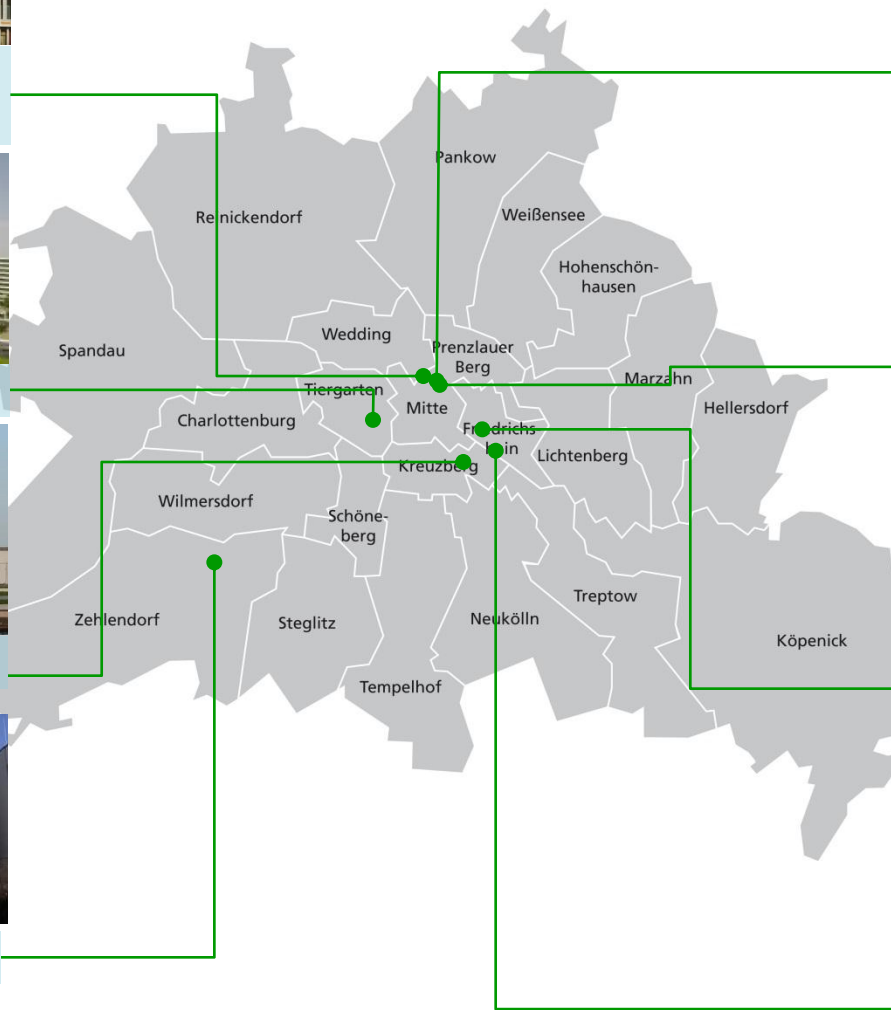 Pankow
Weißensee
Reinickendorf
Hohenschön-
hausen
Wedding
Prenzlauer
Berg
Spandau
Marzahn
Tiergarten
Mitte
Hellersdorf
Charlottenburg
Friedrichs
hain
Lichtenberg
Kreuzberg
Wilmersdorf
Schöne-
berg
Treptow
Zehlendorf
Steglitz
Neukölln
Köpenick
Tempelhof